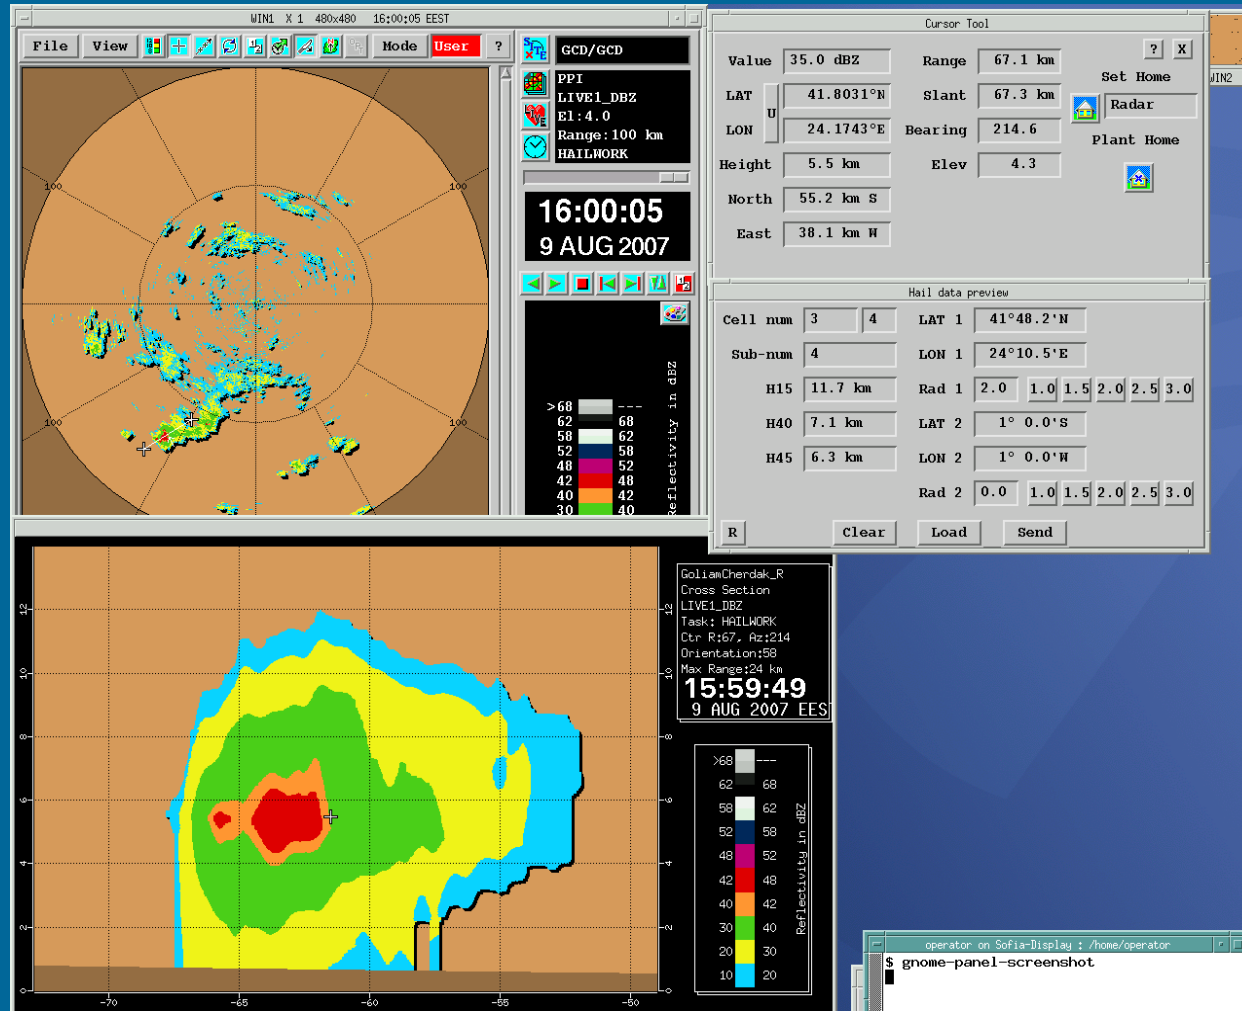 WIN1 X 1 480x480 16:00:05 EEST
File View Mode User ?
GCD/GCD
PPI
LIVE1_DBZ
El:4.0
Range:100 km
HAILWORK
16:00:05
9 AUG 2007
100 100
100 100
Reflectivity in dBZ
>68 ---
62 68
58 62
52 58
48 52
42 48
40 42
30 40
Cursor Tool
? X
Value 35.0 dBZ Range 67.1 km
Set Home
LAT 41.8031°N Slant 67.3 km
Radar
U
LON 24.1743°E Bearing 214.6
Plant Home
Height 5.5 km Elev 4.3
North 55.2 km S
East 38.1 km W
WIN2
Hail data preview
Cell num 3 4 LAT 1 41°48.2'N
Sub-num 4 LON 1 24°10.5'E
H15 11.7 km Rad 1 2.0 1.0 1.5 2.0 2.5 3.0
H40 7.1 km LAT 2 1° 0.0'S
H45 6.3 km LON 2 1° 0.0'W
Rad 2 0.0 1.0 1.5 2.0 2.5 3.0
R Clear Load Send
GoliamCherdak_R
Cross Section
LIVE1_DBZ
Task: HAILWORK
Ctr R:67, Az:214
Orientation:58
Max Range:24 km
15:59:49
9 AUG 2007 EES
12 12
10 10
8 8
6 6
4 4
2 2
0 0
-70 -65 -60 -55 -50
>68 ---
62 68
58 62
52 58
48 52
42 48
40 42
30 40
20 30
10 20
Reflectivity in dBZ
operator on Sofia-Display : /home/operator
$ gnome-panel-screenshot